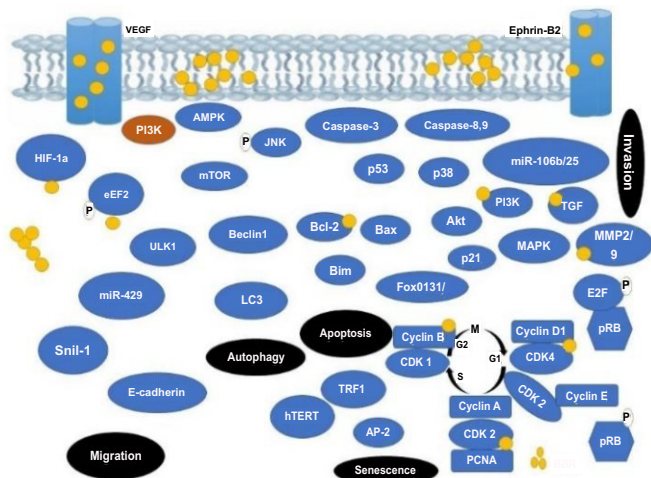 VEGF
Ephrin-B2
PI3K
AMPK
P
JNK
Caspase-3
Caspase-8,9
Invasion
HIF-1a
eEF2
P
mTOR
p53
p38
miR-106b/25
PI3K
TGF
ULK1
Beclin1
Bcl-2
Bax
Akt
p21
MAPK
MMP2/
9
miR-429
LC3
Bim
Fox0131/
E2F
P
pRB
Snil-1
Autophagy
Apoptosis
Cyclin B
CDK 1
M
G2
G1
S
Cyclin D1
CDK4
E-cadherin
hTERT
TRF1
AP-2
Cyclin A
CDK 2
PCNA
CDK 2
Cyclin E
P
pRB
Migration
Senescence